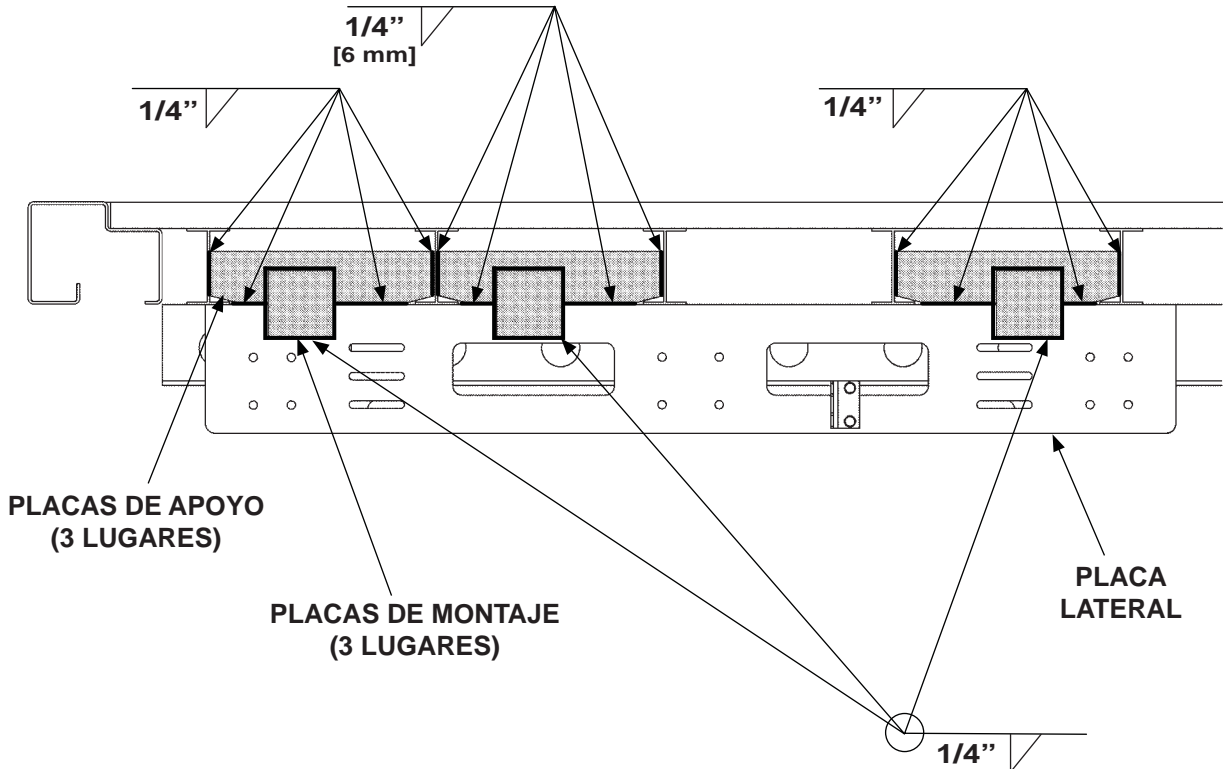 1/4”
[6 mm]
1/4”
1/4”
PLACAS DE APOYO
(3 LUGARES)
PLACAS DE MONTAJE
(3 LUGARES)
PLACA
LATERAL
1/4”